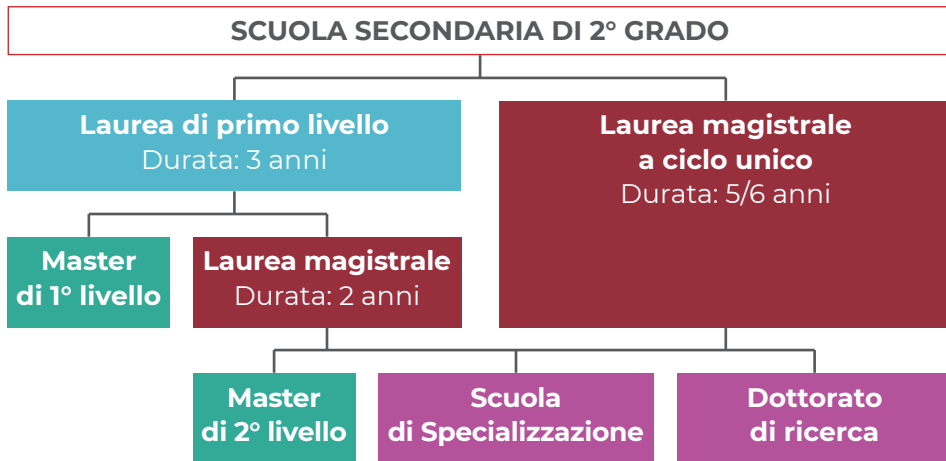 SCUOLA SECONDARIA DI 2° GRADO
Laurea di primo livello
Durata: 3 anni
Laurea magistrale
a ciclo unico
Durata: 5/6 anni
Master
di 1° livello
Laurea magistrale
Durata: 2 anni
Master
di 2° livello
Scuola
di Specializzazione
Dottorato
di ricerca